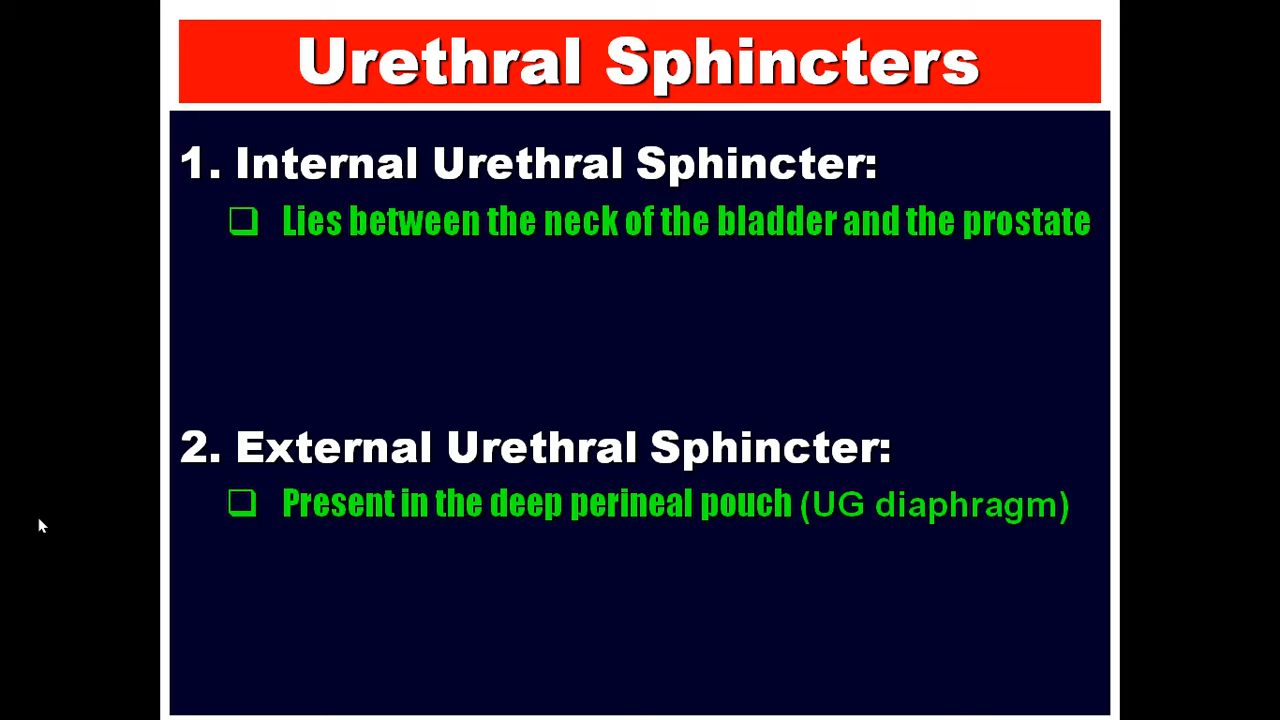 Urethral Sphincters
1. Internal Urethral Sphincter:
❑ Lies between the neck of the bladder and the prostate
2. External Urethral Sphincter:
❑ Present in the deep perineal pouch (UG diaphragm)